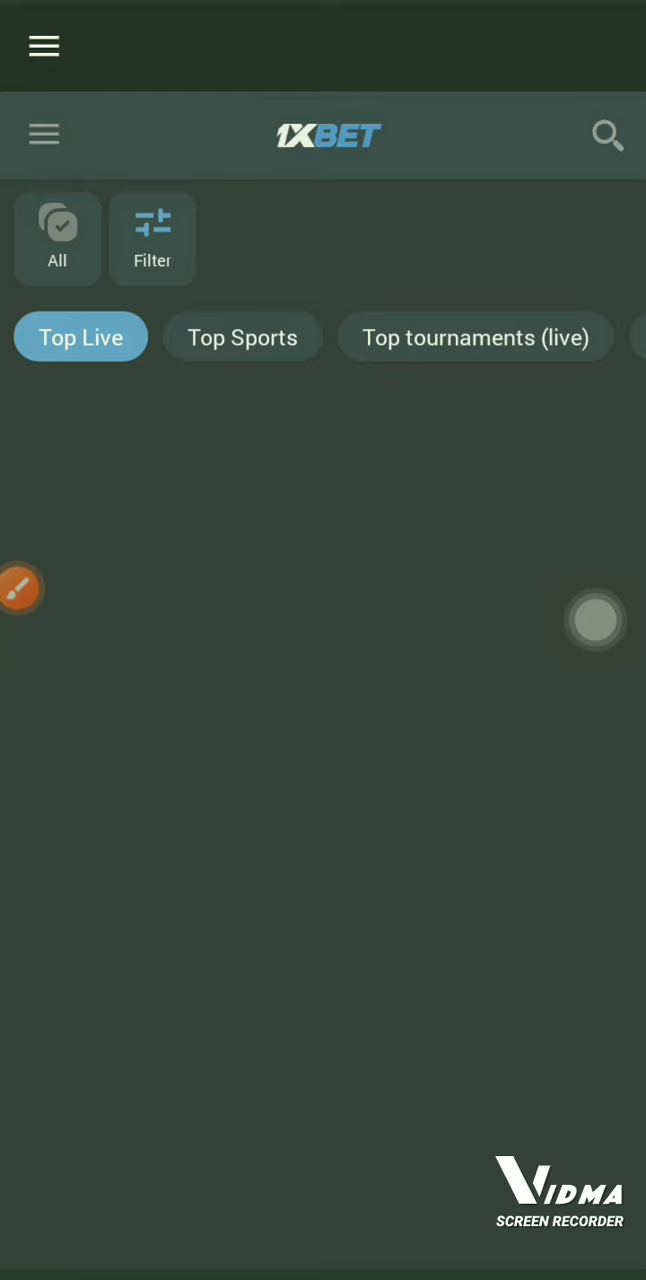 1XBET
All
Filter
Top Live
Top Sports
Top tournaments (live)
VIDMA
SCREEN RECORDER